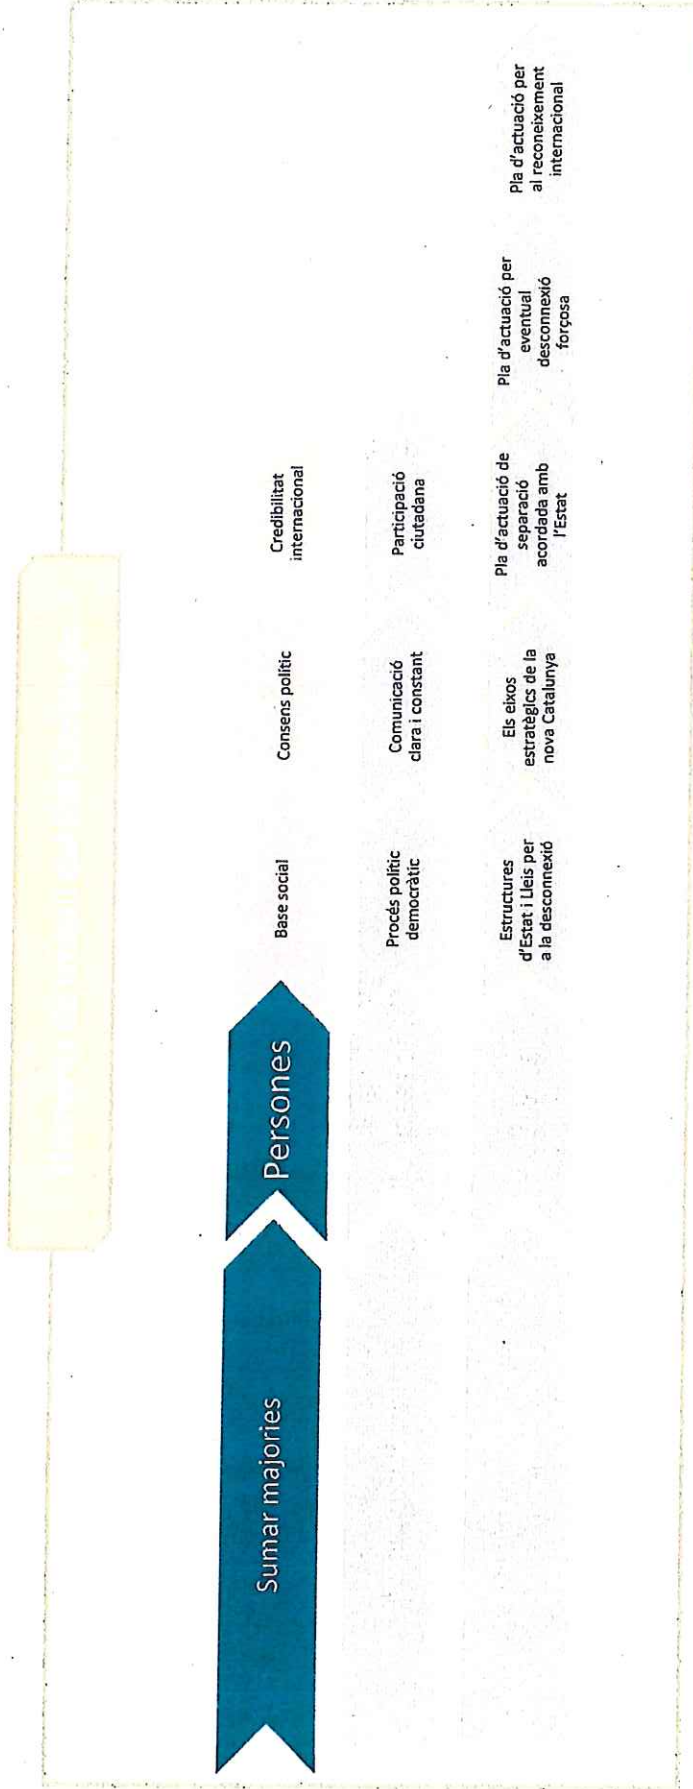 Sumar majories
Persones
Base social
Consens polític
Credibilitat
internacional
Procés polític
democràtic
Comunicació
clara i constant
Participació
ciutadana
Estructures
d'Estat i Lleis per
a la desconnexió
Els eixos
estratègics de la
nova Catalunya
Pla d'actuació de
separació
acordada amb
l'Estat
Pla d'actuació per
eventual
desconnexió
forçosa
Pla d'actuació per
al reconeixement
internacional